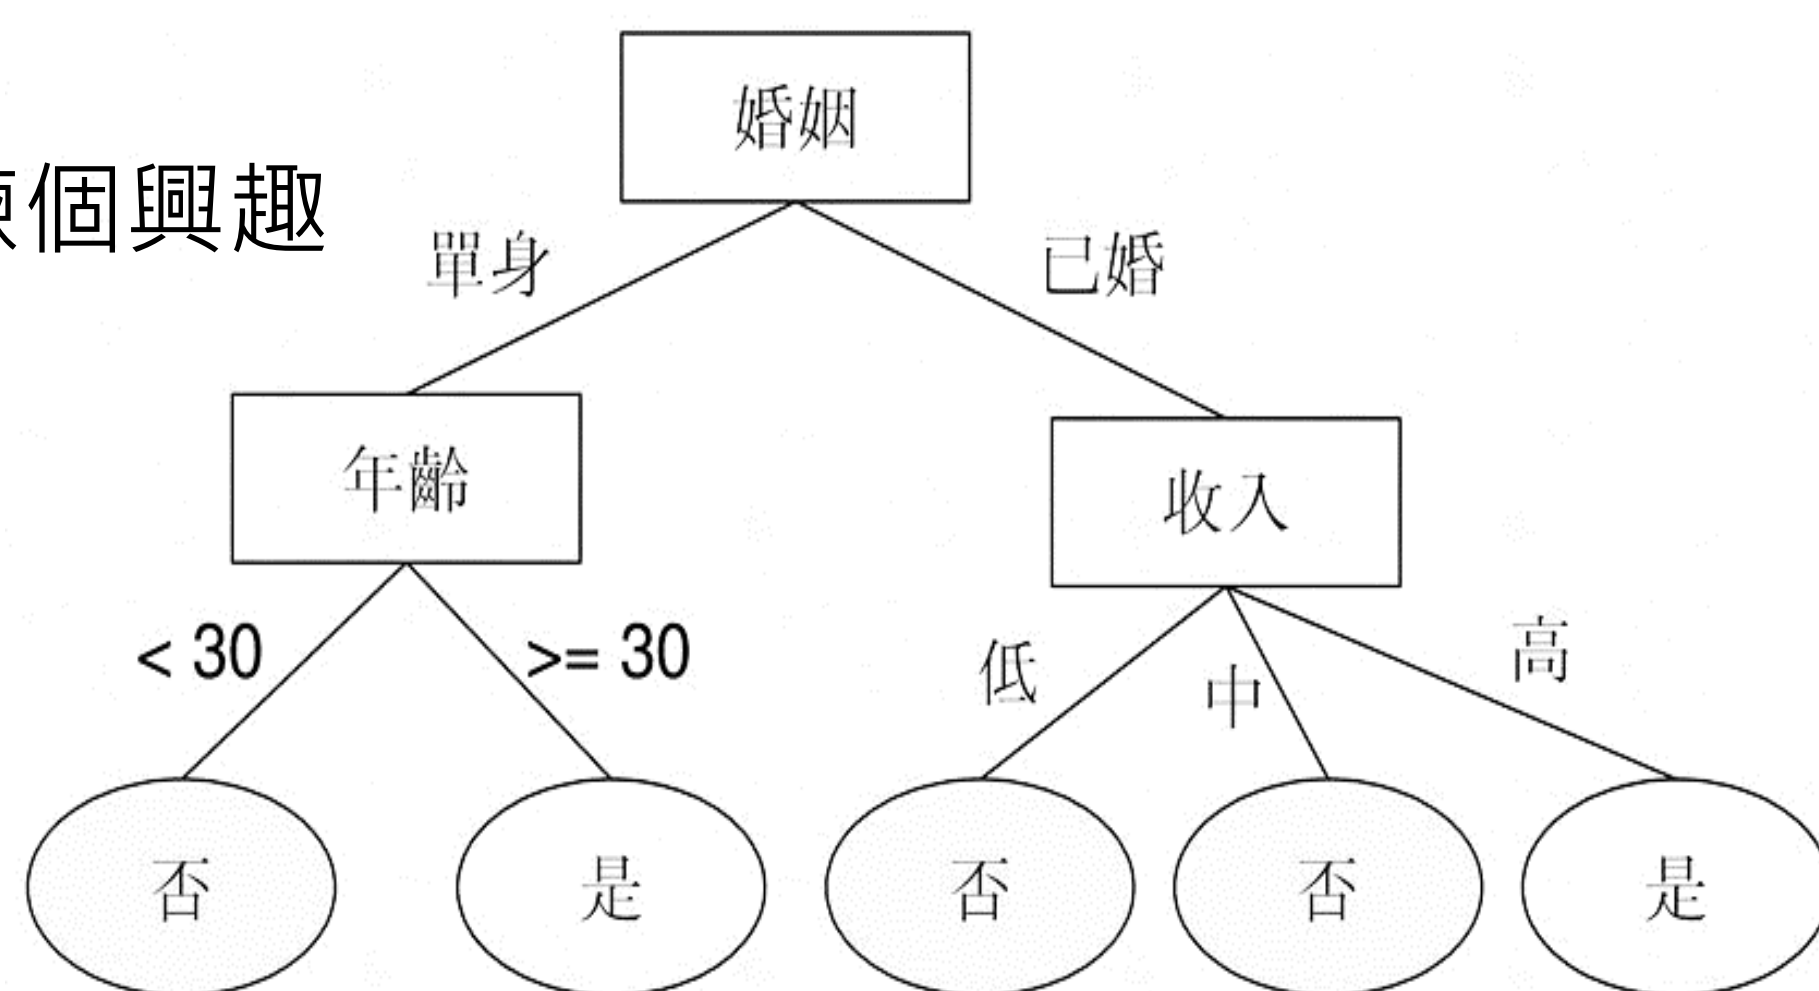 婚姻
個興趣
單身
已婚
年齡
收入
< 30
>= 30
低
中
高
否
是
否
否
是